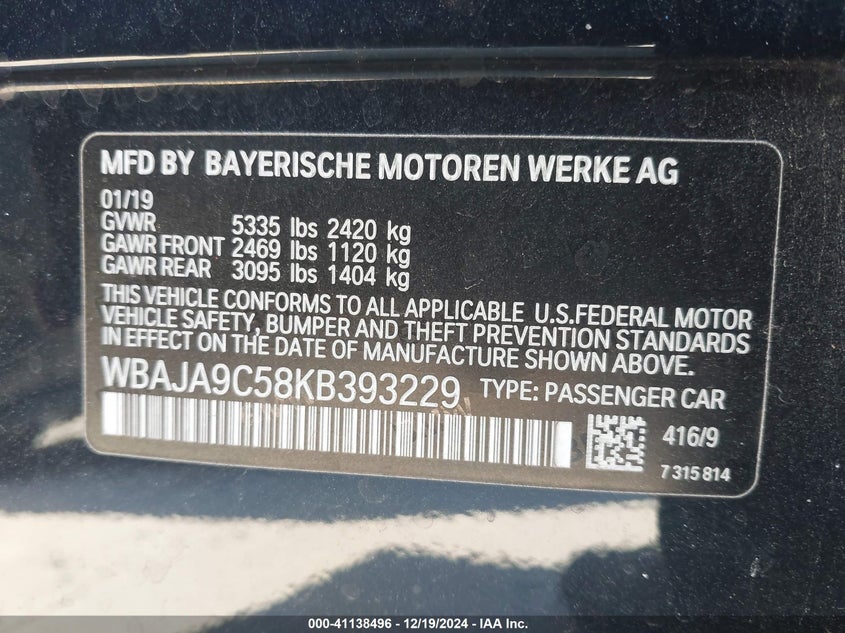 MFD BY BAYERISCHE MOTOREN WERKE AG
01/19
GVWR 5335 lbs 2420 kg
GAWR FRONT 2469 lbs 1120 kg
GAWR REAR 3095 lbs 1404 kg
THIS VEHICLE CONFORMS TO ALL APPLICABLE U.S.FEDERAL MOTOR
VEHICLE SAFETY, BUMPER AND THEFT PREVENTION STANDARDS
IN EFFECT ON THE DATE OF MANUFACTURE SHOWN ABOVE.
WBAJA9C58KB393229 TYPE: PASSENGER CAR
416/9
7 315 814
000-41138496 - 12/19/2024 - IAA Inc.